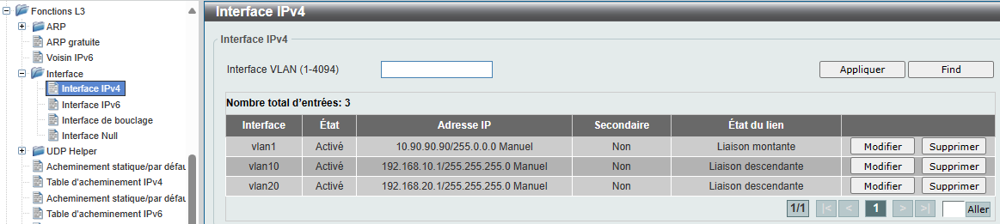 Fonctions L3
ARP
ARP gratuite
Voisin IPv6
Interface
Interface IPv4
Interface IPv6
Interface de bouclage
Interface Null
UDP Helper
Acheminement statique/par défau
Table d'acheminement IPv4
Acheminement statique/par défau
Table d'acheminement IPv6
Interface IPv4
Interface IPv4
Interface VLAN (1-4094) Appliquer Find
Nombre total d'entrées: 3
Interface État Adresse IP Secondaire État du lien
vlan1 Activé 10.90.90.90/255.0.0.0 Manuel Non Liaison montante Modifier Supprimer
vlan10 Activé 192.168.10.1/255.255.255.0 Manuel Non Liaison descendante Modifier Supprimer
vlan20 Activé 192.168.20.1/255.255.255.0 Manuel Non Liaison descendante Modifier Supprimer
1/1 |< < 1 > >| Aller